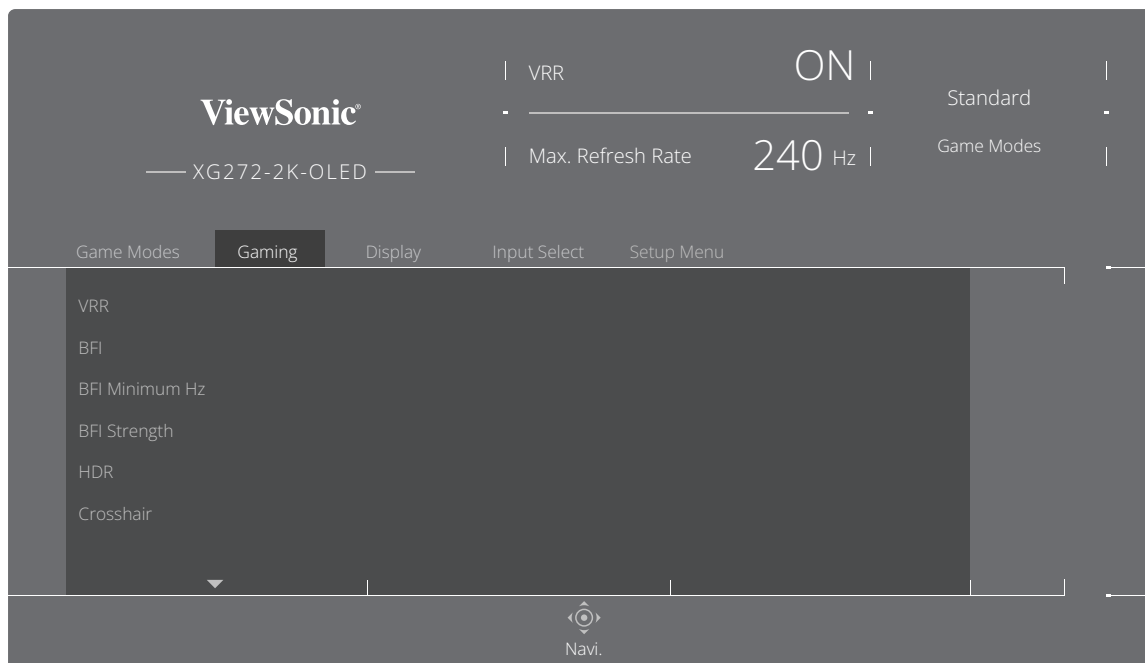 ViewSonic®
XG272-2K-OLED
VRR ON
Max. Refresh Rate 240 Hz
Standard
Game Modes
Game Modes Gaming Display Input Select Setup Menu
VRR
BFI
BFI Minimum Hz
BFI Strength
HDR
Crosshair
Navi.